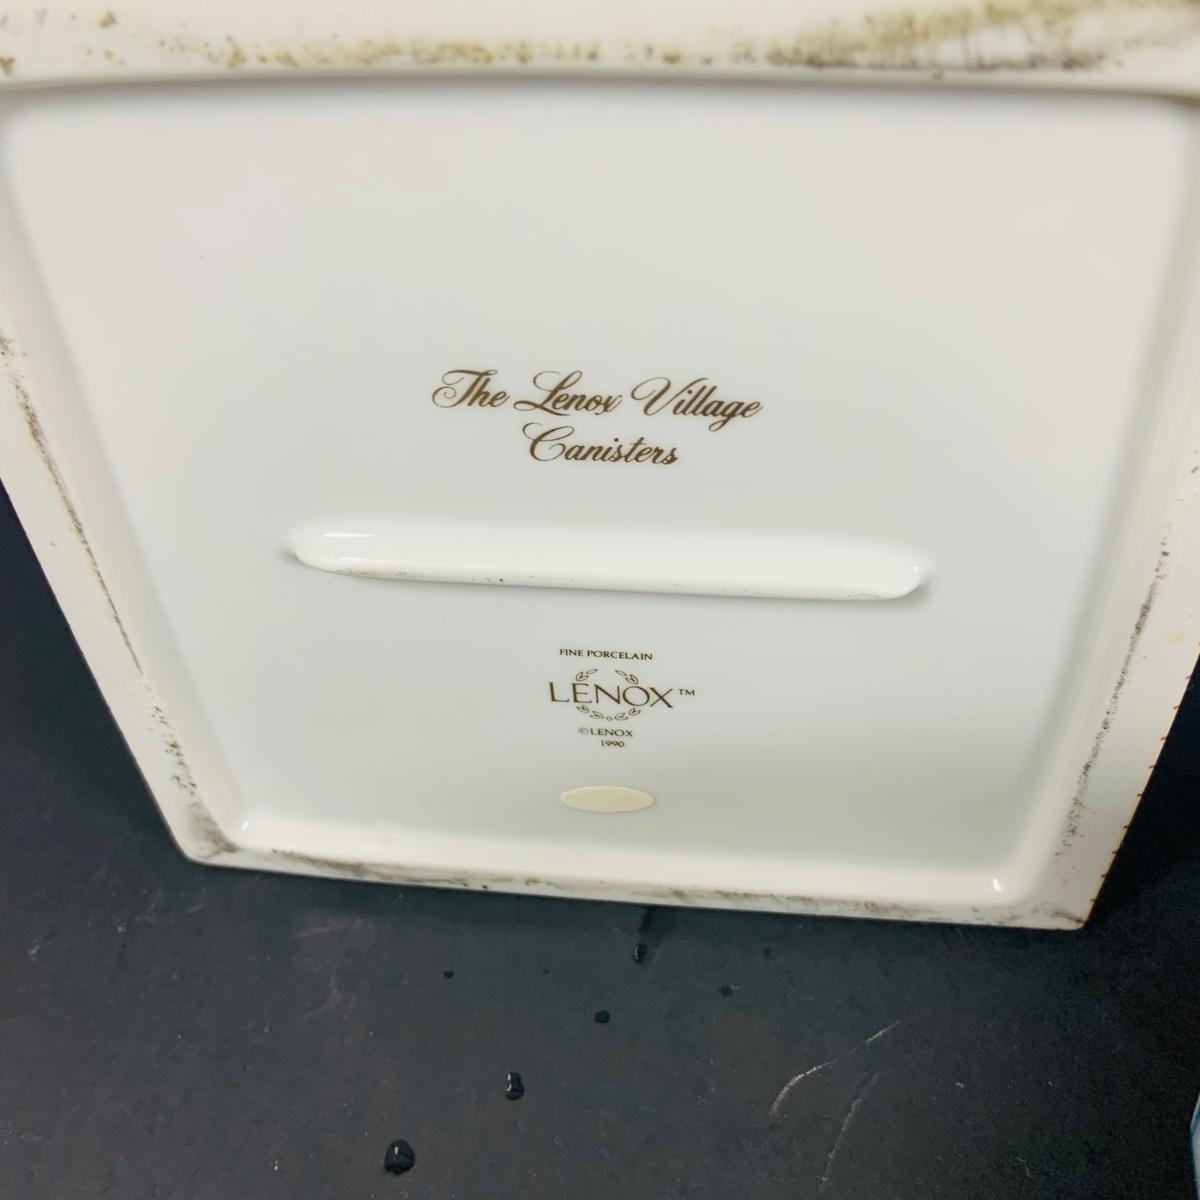 The Lenox Village
Canisters
FINE PORCELAIN
LENOX™
©LENOX
1990